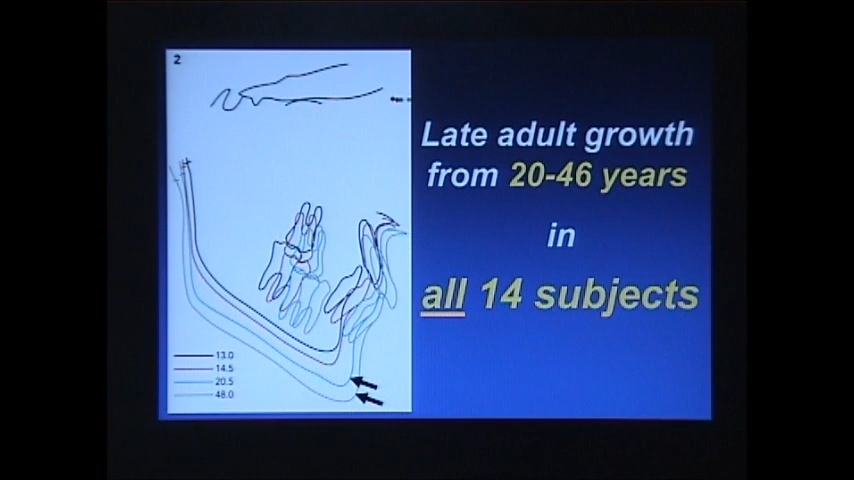 2
Late adult growth
from 20-46 years
in
all 14 subjects
13.0
14.5
20.5
48.0